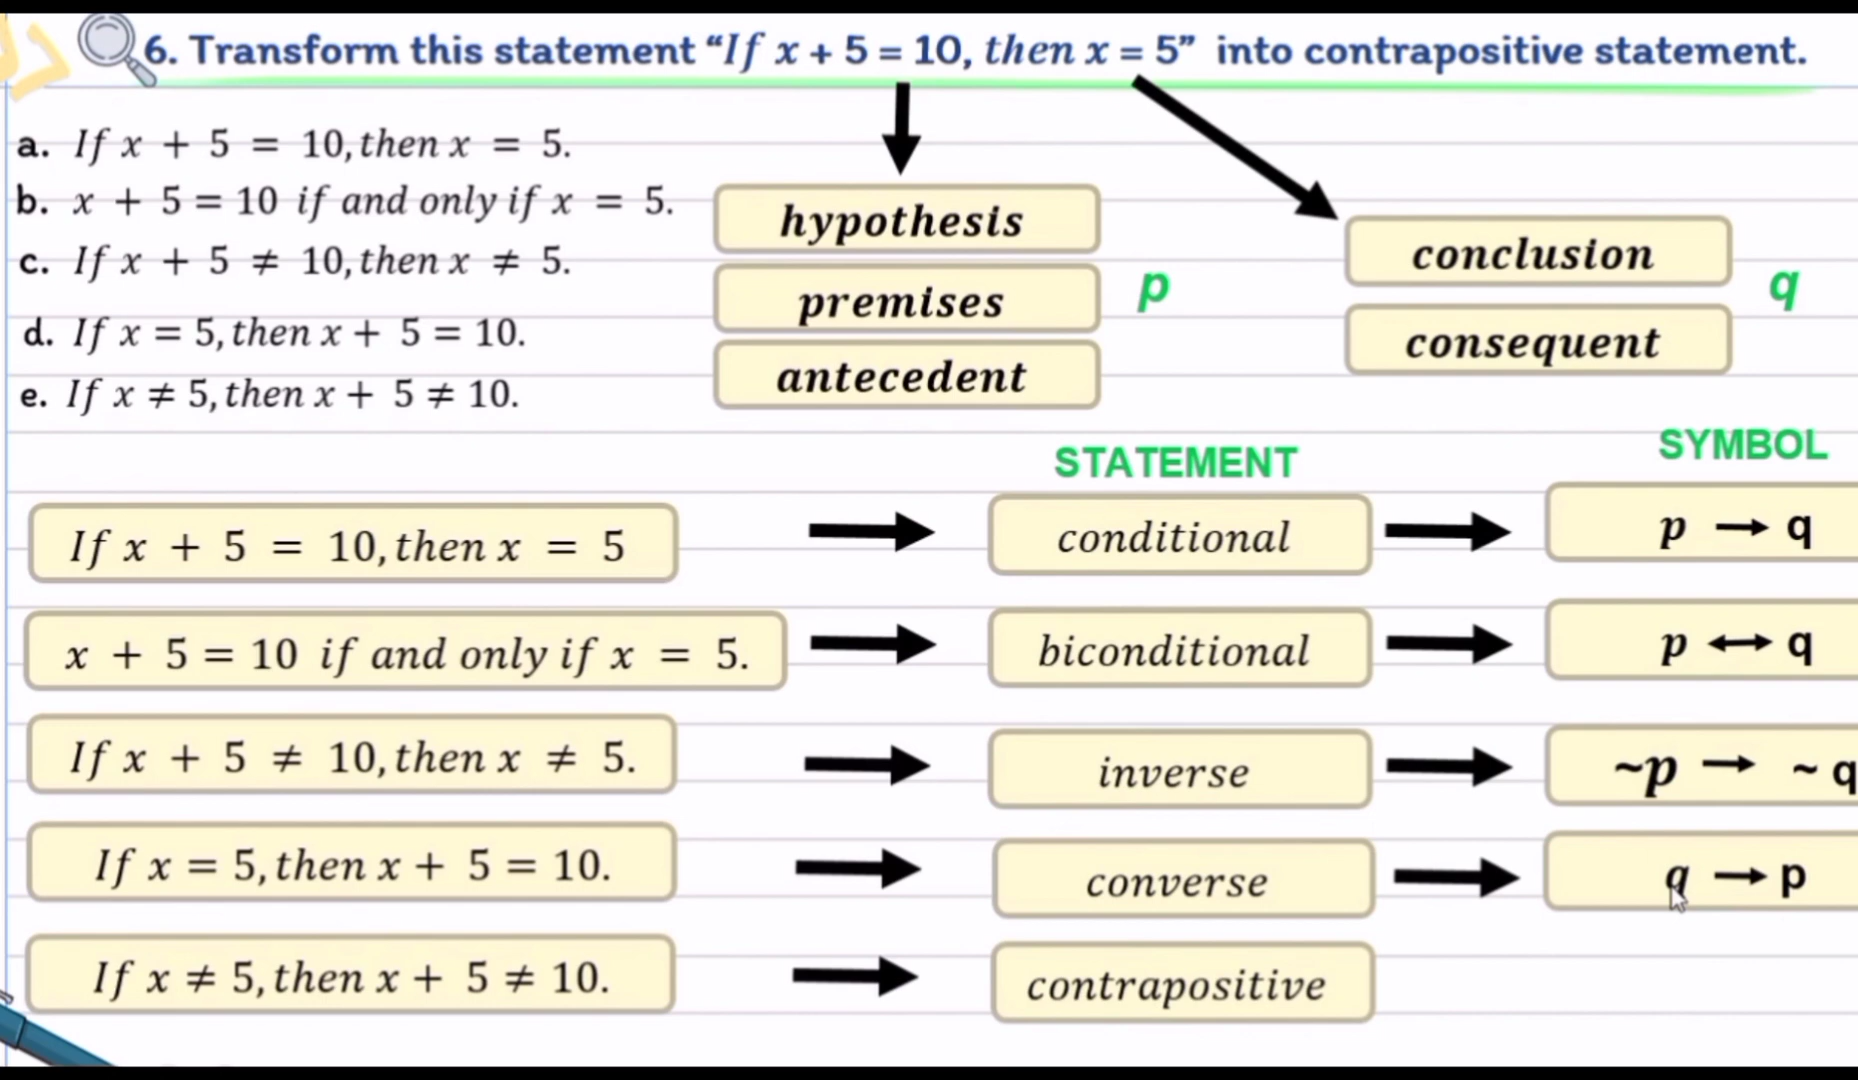 6. Transform this statement “If x + 5 = 10, then x = 5” into contrapositive statement.
a. If x + 5 = 10, then x = 5.
b. x + 5 = 10 if and only if x = 5.
c. If x + 5 ≠ 10, then x ≠ 5.
d. If x = 5, then x + 5 = 10.
e. If x ≠ 5, then x + 5 ≠ 10.
hypothesis
premises
antecedent
p
conclusion
consequent
q
STATEMENT
SYMBOL
If x + 5 = 10, then x = 5
conditional
p → q
x + 5 = 10 if and only if x = 5.
biconditional
p ↔ q
If x + 5 ≠ 10, then x ≠ 5.
inverse
~p → ~ q
If x = 5, then x + 5 = 10.
converse
q → p
If x ≠ 5, then x + 5 ≠ 10.
contrapositive